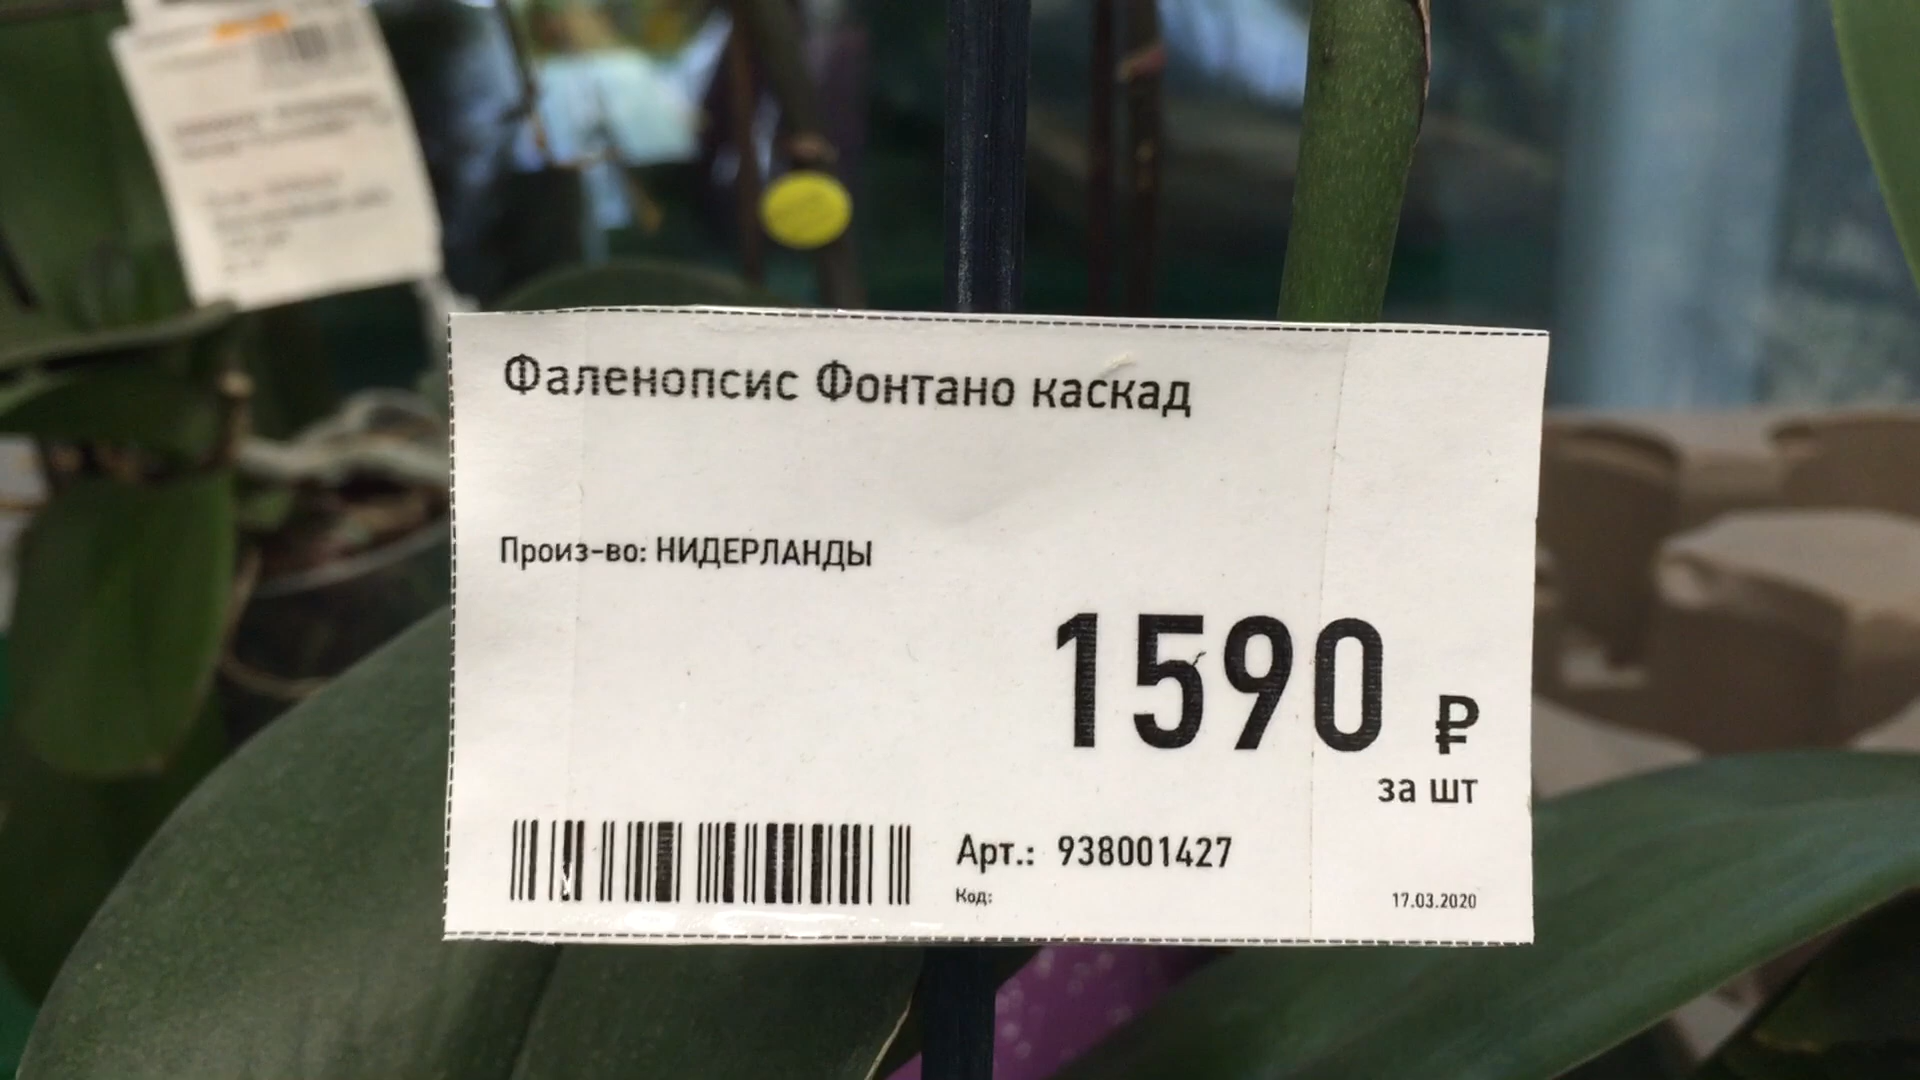 Фаленопсис Фонтано каскад
Произ-во: НИДЕРЛАНДЫ
1590 ₽
за шт
Арт.: 938001427
Код:
17.03.2020